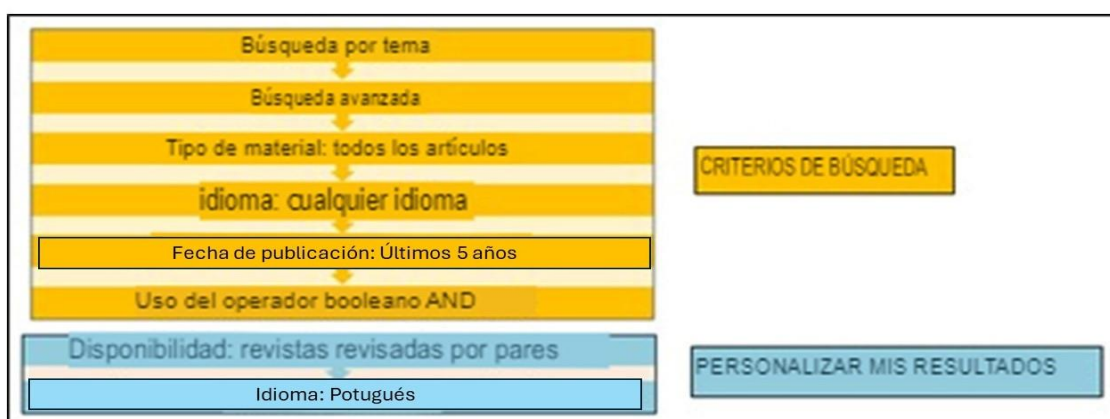 Búsqueda por tema
Búsqueda avanzada
Tipo de material: todos los artículos
idioma: cualquier idioma
Fecha de publicación: Últimos 5 años
Uso del operador booleano AND
CRITERIOS DE BÚSQUEDA
Disponibilidad: revistas revisadas por pares
Idioma: Potugués
PERSONALIZAR MIS RESULTADOS